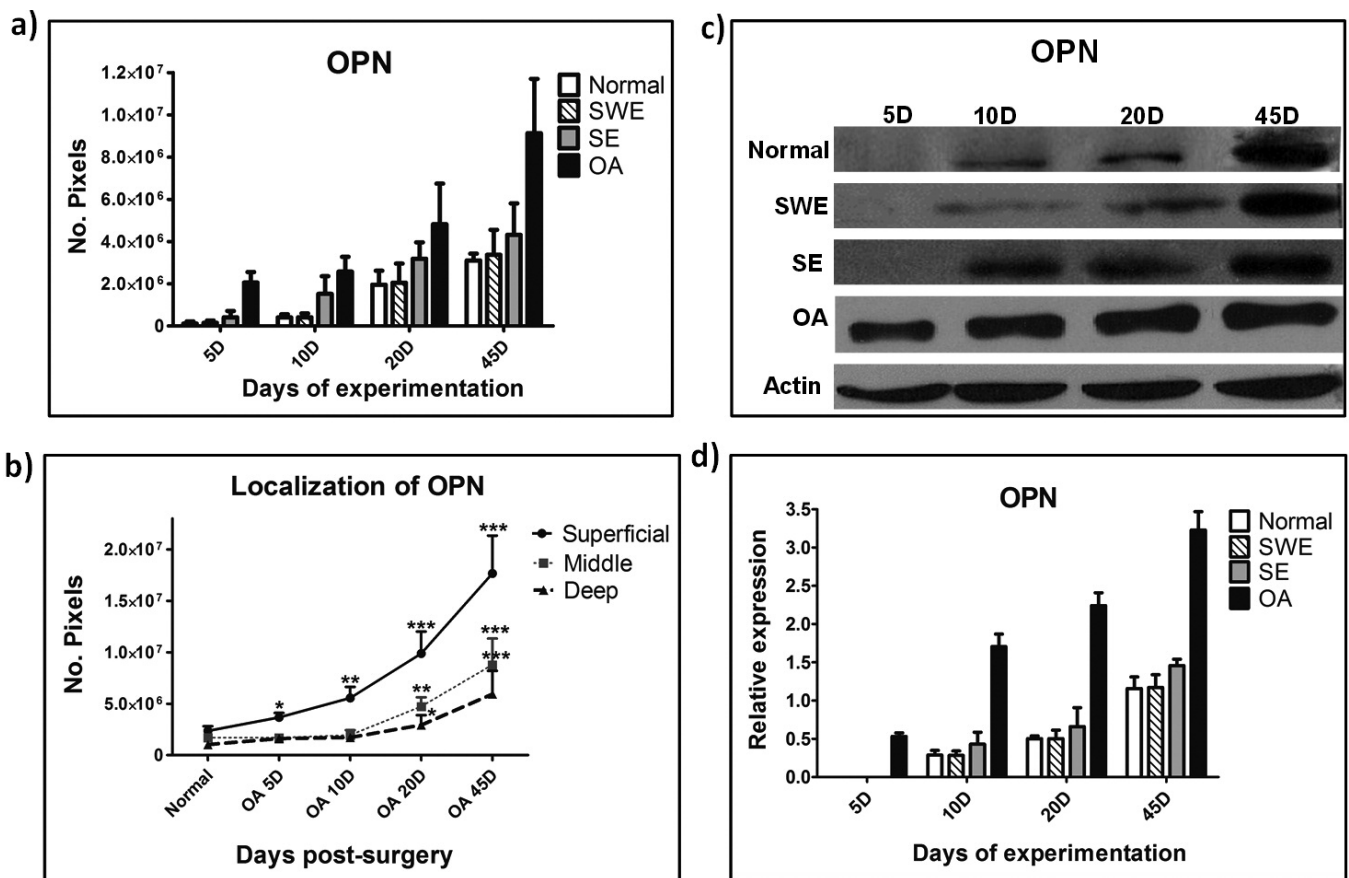 a)
OPN
1.2×10⁷
1.0×10⁷
8.0×10⁶
6.0×10⁶
4.0×10⁶
2.0×10⁶
0
No. Pixels
Normal
SWE
SE
OA
5D
10D
20D
45D
Days of experimentation
b)
Localization of OPN
2.0×10⁷
1.5×10⁷
1.0×10⁷
5.0×10⁶
0
No. Pixels
Superficial
Middle
Deep
*
**
***
***
**
*
***
***
Normal
OA 5D
OA 10D
OA 20D
OA 45D
Days post-surgery
c)
OPN
5D 10D 20D 45D
Normal
SWE
SE
OA
Actin
d)
OPN
3.5
3.0
2.5
2.0
1.5
1.0
0.5
0.0
Relative expression
Normal
SWE
SE
OA
5D
10D
20D
45D
Days of experimentation